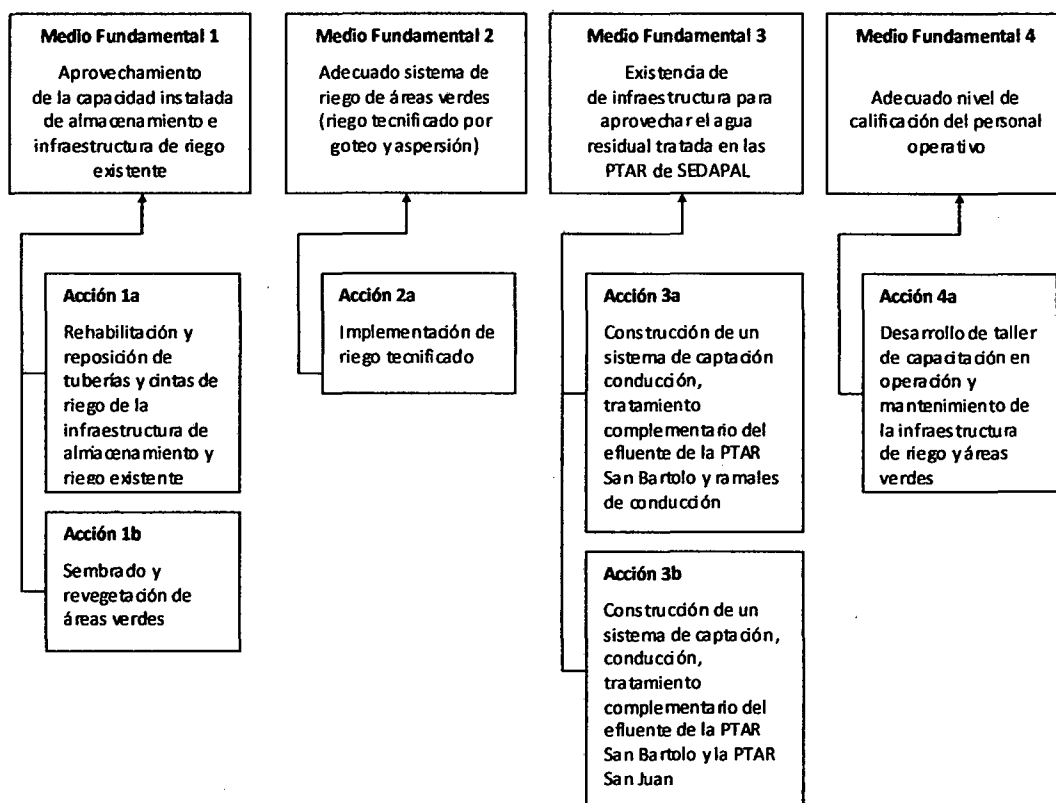 Medio Fundamental 1
Aprovechamiento
de la capacidad instalada
de almacenamiento e
infraestructura de riego
existente
Medio Fundamental 2
Adecuado sistema de
riego de áreas verdes
(riego tecnificado por
goteo y aspersión)
Medio Fundamental 3
Existencia de
de infraestructura para
aprovechar el agua
residual tratada en las
PTAR de SEDAPAL
Medio Fundamental 4
Adecuado nivel de
calificación del personal
operativo
Acción 1a
Rehabilitación y
reposición de
tuberías y cintas de
riego de la
infraestructura de
almacenamiento y
riego existente
Acción 1b
Sembrado y
revegetación de
áreas verdes
Acción 2a
Implementación de
riego tecnificado
Acción 3a
Construcción de un
sistema de captación
conducción,
tratamiento
complementario del
efluente de la PTAR
San Bartolo y ramales
de conducción
Acción 3b
Construcción de un
sistema de captación,
conducción,
tratamiento
complementario del
efluente de la PTAR
San Bartolo y la PTAR
San Juan
Acción 4a
Desarrollo de taller
de capacitación en
operación y
mantenimiento de
la infraestructura
de riego y áreas
verdes